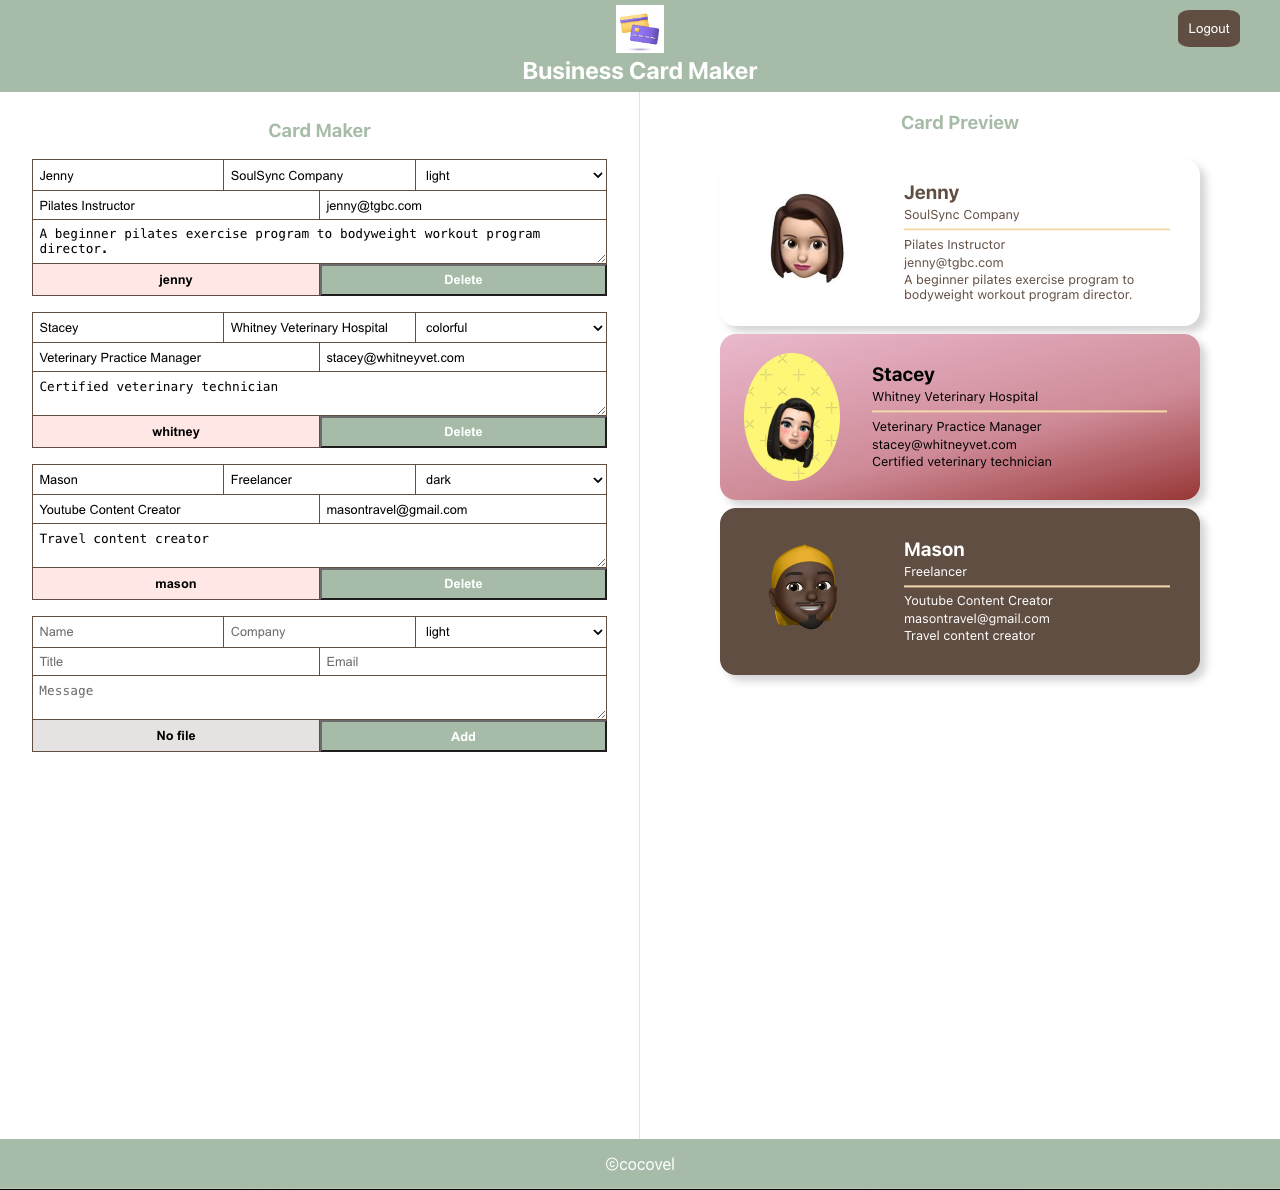 Logout
Business Card Maker
Card Maker
Jenny
SoulSync Company
light
Pilates Instructor
jenny@tgbc.com
A beginner pilates exercise program to bodyweight workout program
director.
jenny
Delete
Stacey
Whitney Veterinary Hospital
colorful
Veterinary Practice Manager
stacey@whitneyvet.com
Certified veterinary technician
whitney
Delete
Mason
Freelancer
dark
Youtube Content Creator
masontravel@gmail.com
Travel content creator
mason
Delete
Name
Company
light
Title
Email
Message
No file
Add
Card Preview
Jenny
SoulSync Company
Pilates Instructor
jenny@tgbc.com
A beginner pilates exercise program to
bodyweight workout program director.
Stacey
Whitney Veterinary Hospital
Veterinary Practice Manager
stacey@whitneyvet.com
Certified veterinary technician
Mason
Freelancer
Youtube Content Creator
masontravel@gmail.com
Travel content creator
©cocovel